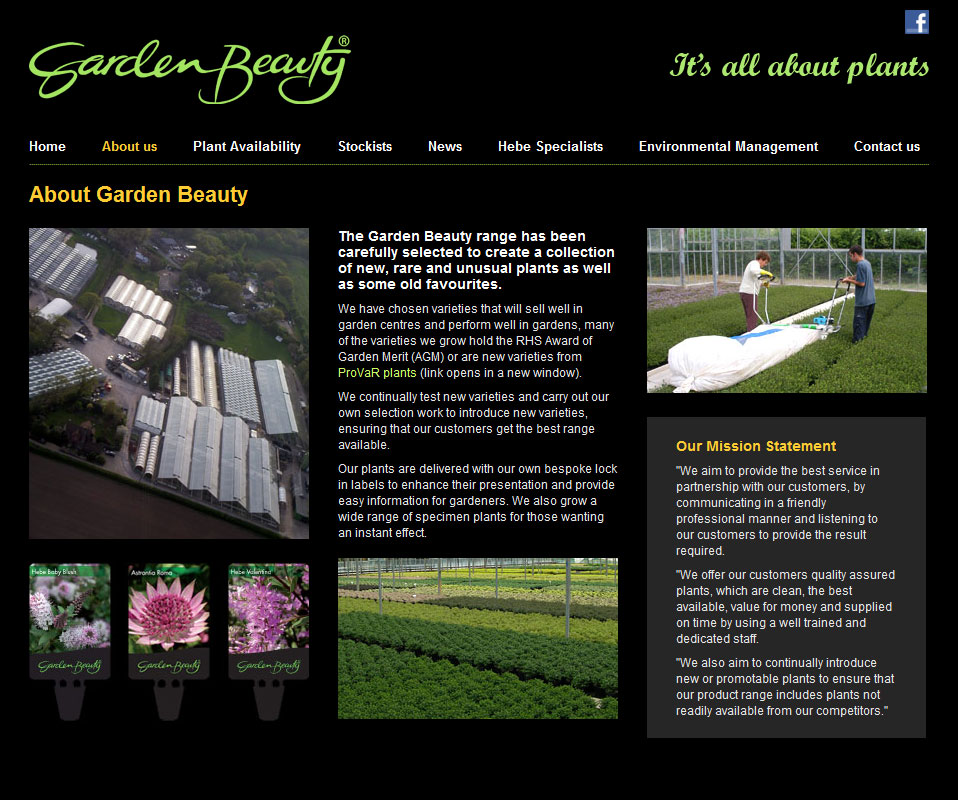 Garden Beauty®
It's all about plants
Home About us Plant Availability Stockists News Hebe Specialists Environmental Management Contact us
About Garden Beauty
The Garden Beauty range has been
carefully selected to create a collection
of new, rare and unusual plants as well
as some old favourites.
We have chosen varieties that will sell well in
garden centres and perform well in gardens, many
of the varieties we grow hold the RHS Award of
Garden Merit (AGM) or are new varieties from
ProVaR plants (link opens in a new window).
We continually test new varieties and carry out our
own selection work to introduce new varieties,
ensuring that our customers get the best range
available.
Our plants are delivered with our own bespoke lock
in labels to enhance their presentation and provide
easy information for gardeners. We also grow a
wide range of specimen plants for those wanting
an instant effect.
Our Mission Statement
"We aim to provide the best service in
partnership with our customers, by
communicating in a friendly
professional manner and listening to
our customers to provide the result
required.
"We offer our customers quality assured
plants, which are clean, the best
available, value for money and supplied
on time by using a well trained and
dedicated staff.
"We also aim to continually introduce
new or promotable plants to ensure that
our product range includes plants not
readily available from our competitors."
Hebe Baby Blush
Garden Beauty
Astrantia Roma
Garden Beauty
Hebe Valentina
Garden Beauty